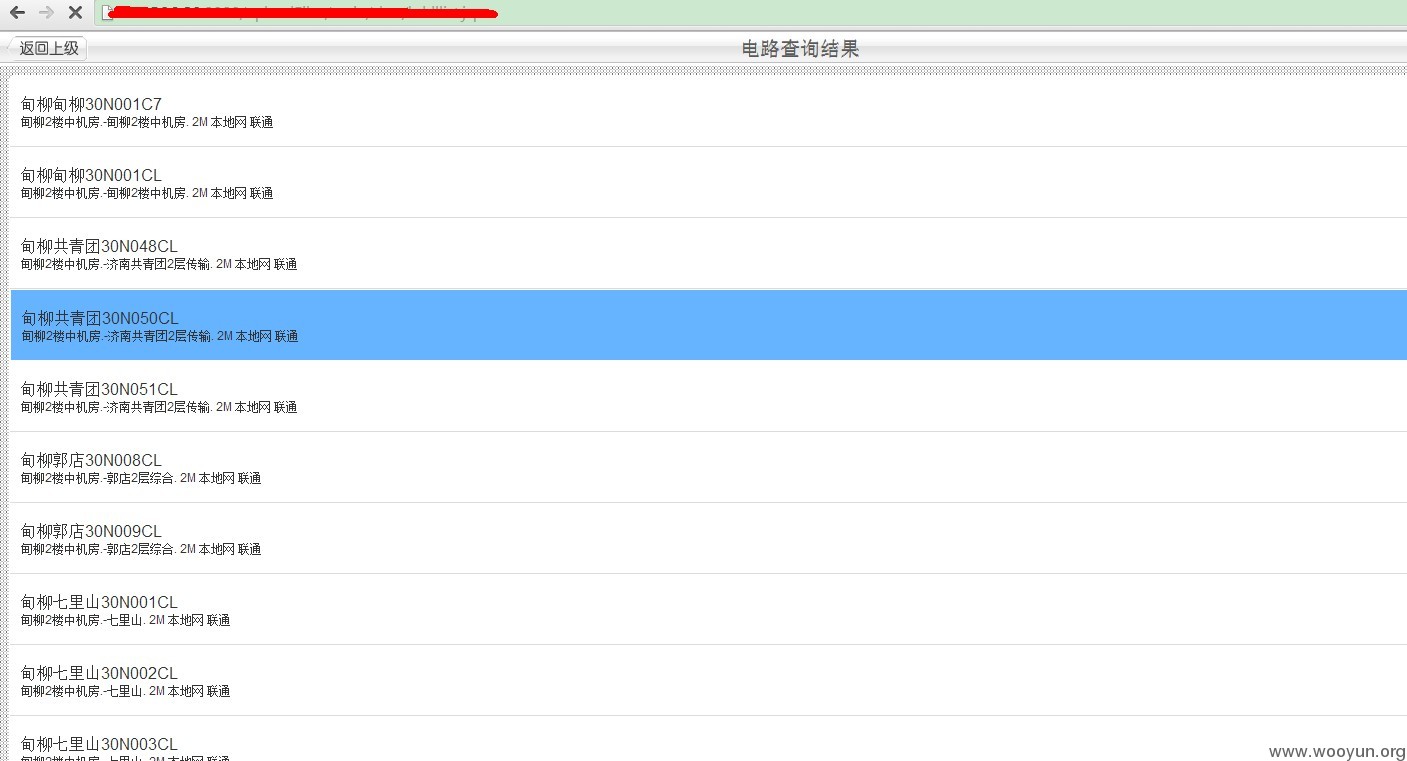 返回上级
电路查询结果
甸柳甸柳30N001C7
甸柳2楼中机房.-甸柳2楼中机房. 2M 本地网 联通
甸柳甸柳30N001CL
甸柳2楼中机房.-甸柳2楼中机房. 2M 本地网 联通
甸柳共青团30N048CL
甸柳2楼中机房.-济南共青团2层传输. 2M 本地网 联通
甸柳共青团30N050CL
甸柳2楼中机房.-济南共青团2层传输. 2M 本地网 联通
甸柳共青团30N051CL
甸柳2楼中机房.-济南共青团2层传输. 2M 本地网 联通
甸柳郭店30N008CL
甸柳2楼中机房.-郭店2层综合. 2M 本地网 联通
甸柳郭店30N009CL
甸柳2楼中机房.-郭店2层综合. 2M 本地网 联通
甸柳七里山30N001CL
甸柳2楼中机房.-七里山. 2M 本地网 联通
甸柳七里山30N002CL
甸柳2楼中机房.-七里山. 2M 本地网 联通
甸柳七里山30N003CL
甸柳2楼中机房.-七里山. 2M 本地网 联通
www.wooyun.org